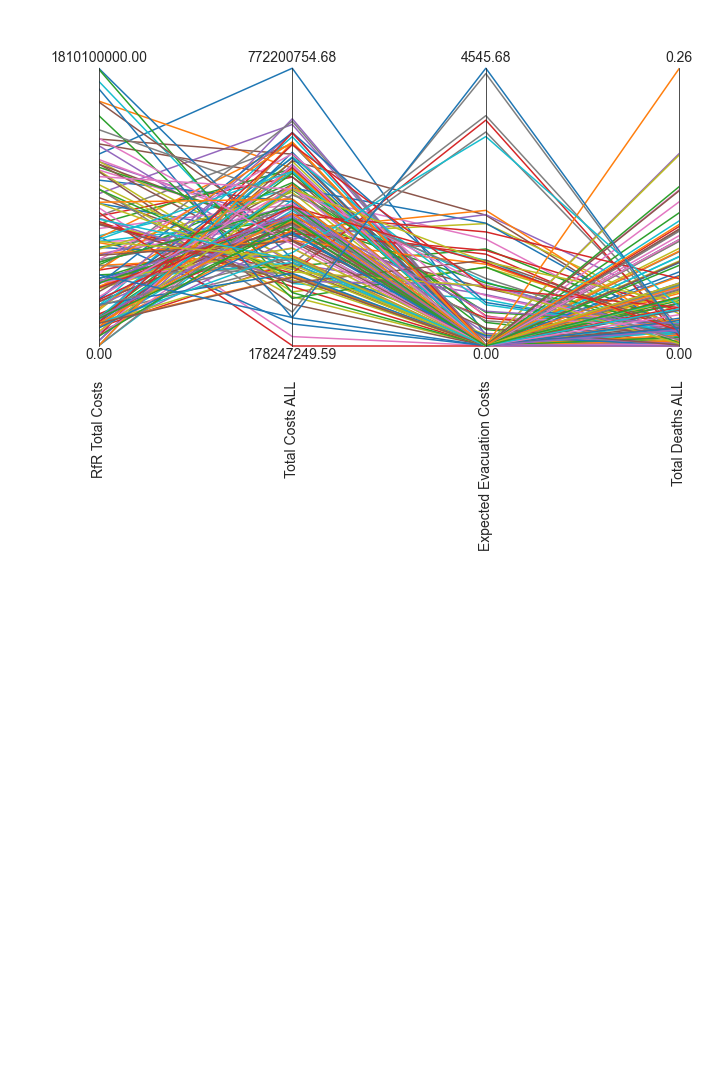 1810100000.00
772200754.68
4545.68
0.26
0.00
178247249.59
0.00
0.00
RfR Total Costs
Total Costs ALL
Expected Evacuation Costs
Total Deaths ALL